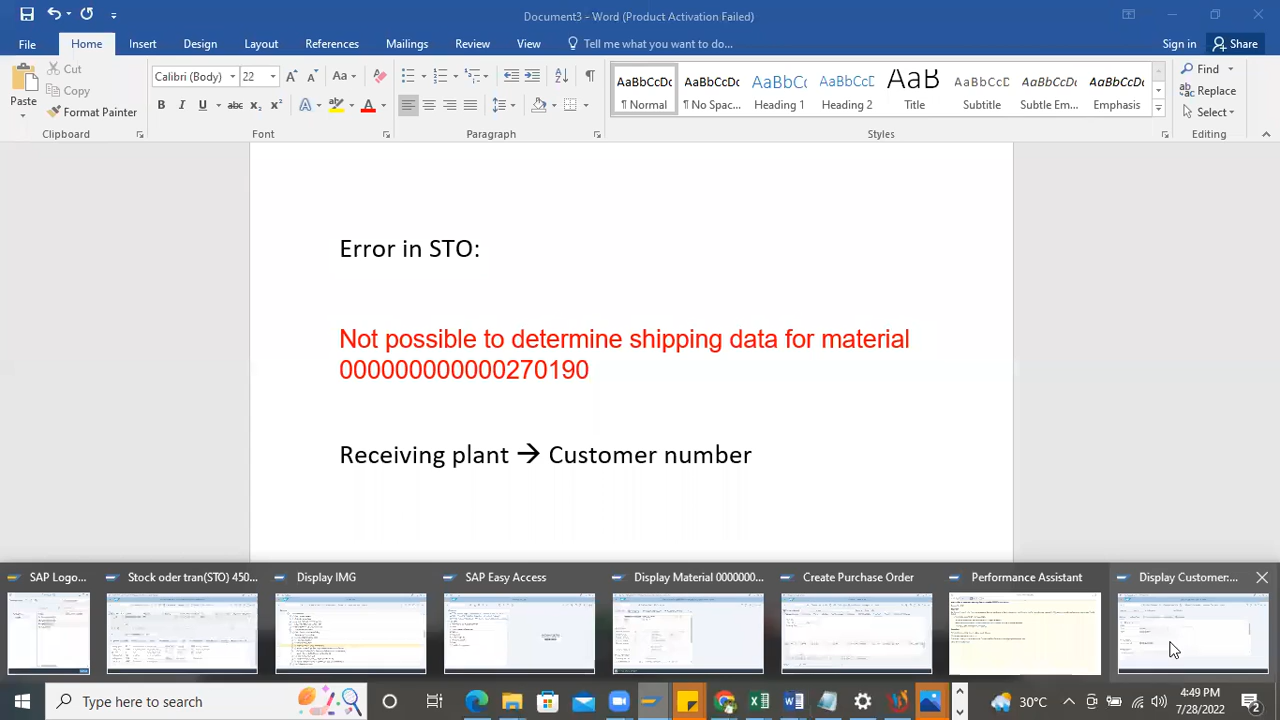 Document3 - Word (Product Activation Failed)
File Home Insert Design Layout References Mailings Review View Tell me what you want to do... Sign in Share
Paste Cut Copy Format Painter
Calibri (Body) 22
AaBbCcDc AaBbCcDc AaBbCc AaBbCcD AaB AaBbCcD AaBbCcDc AaBbCcDc
¶ Normal ¶ No Spac... Heading 1 Heading 2 Title Subtitle Subtle Em... Emphasis
Find Replace Select
Clipboard Font Paragraph Styles Editing
Error in STO:
Not possible to determine shipping data for material
000000000000270190
Receiving plant → Customer number
SAP Logo... Stock oder tran(STO) 450... Display IMG SAP Easy Access Display Material 0000000... Create Purchase Order Performance Assistant Display Customer:...
Type here to search 30°C 4:49 PM
7/28/2022
2